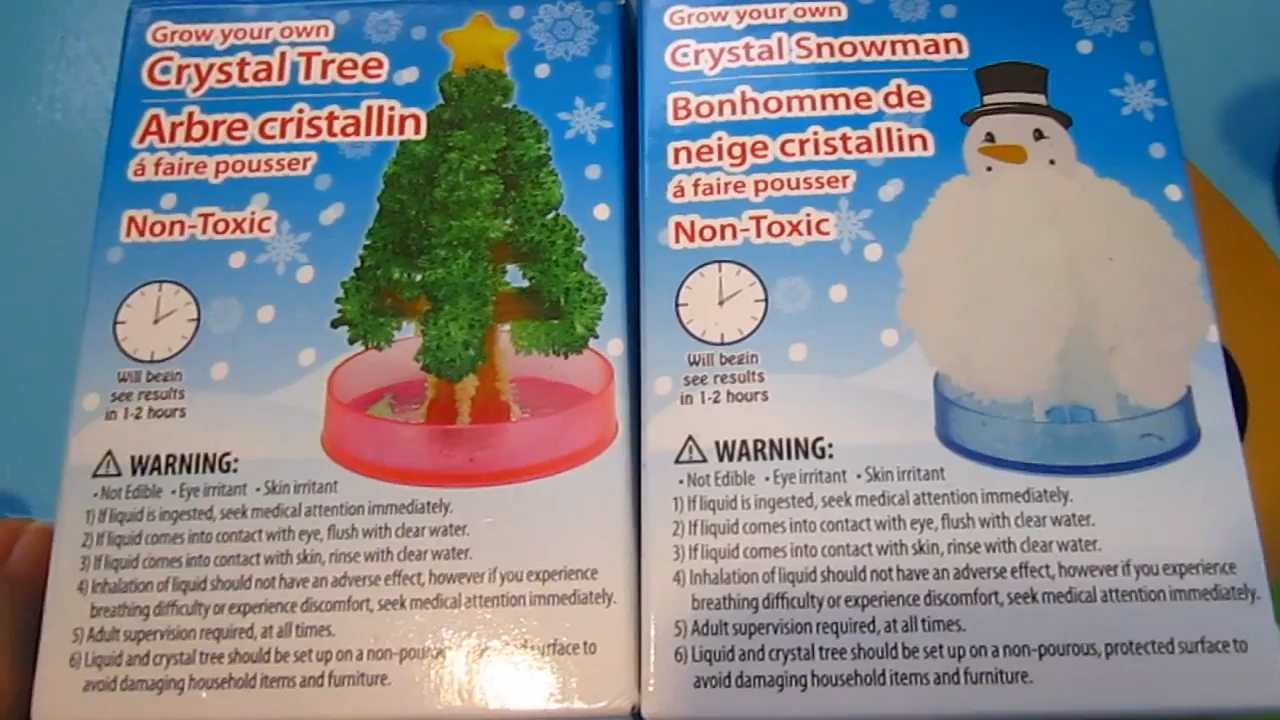 Grow your own
Crystal Tree
Arbre cristallin
á faire pousser
Non-Toxic
Will begin
see results
in 1-2 hours
WARNING:
• Not Edible • Eye irritant • Skin irritant
1) If liquid is ingested, seek medical attention immediately.
2) If liquid comes into contact with eye, flush with clear water.
3) If liquid comes into contact with skin, rinse with clear water.
4) Inhalation of liquid should not have an adverse effect, however if you experience
breathing difficulty or experience discomfort, seek medical attention immediately.
5) Adult supervision required, at all times.
6) Liquid and crystal tree should be set up on a surface to
avoid damaging household items and furniture.
Grow your own
Crystal Snowman
Bonhomme de
neige cristallin
á faire pousser
Non-Toxic
Will begin
see results
in 1-2 hours
WARNING:
• Not Edible • Eye irritant • Skin irritant
1) If liquid is ingested, seek medical attention immediately.
2) If liquid comes into contact with eye, flush with clear water.
3) If liquid comes into contact with skin, rinse with clear water.
4) Inhalation of liquid should not have an adverse effect, however if you experience
breathing difficulty or experience discomfort, seek medical attention immediately.
5) Adult supervision required, at all times.
6) Liquid and crystal tree should be set up on a non-pourous, protected surface to
avoid damaging household items and furniture.